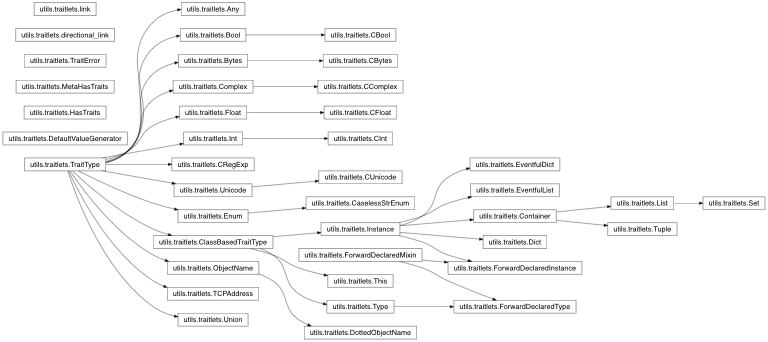 utils.traitlets.link
utils.traitlets.Any
utils.traitlets.directional_link
utils.traitlets.Bool
utils.traitlets.CBool
utils.traitlets.TraitError
utils.traitlets.Bytes
utils.traitlets.CBytes
utils.traitlets.MetaHasTraits
utils.traitlets.Complex
utils.traitlets.CComplex
utils.traitlets.HasTraits
utils.traitlets.Float
utils.traitlets.CFloat
utils.traitlets.DefaultValueGenerator
utils.traitlets.Int
utils.traitlets.CInt
utils.traitlets.TraitType
utils.traitlets.CRegExp
utils.traitlets.EventfulDict
utils.traitlets.CUnicode
utils.traitlets.Unicode
utils.traitlets.EventfulList
utils.traitlets.CaselessStrEnum
utils.traitlets.List
utils.traitlets.Set
utils.traitlets.Enum
utils.traitlets.Container
utils.traitlets.Instance
utils.traitlets.Tuple
utils.traitlets.ClassBasedTraitType
utils.traitlets.Dict
utils.traitlets.ForwardDeclaredMixin
utils.traitlets.ObjectName
utils.traitlets.ForwardDeclaredInstance
utils.traitlets.This
utils.traitlets.TCPAddress
utils.traitlets.Type
utils.traitlets.ForwardDeclaredType
utils.traitlets.Union
utils.traitlets.DottedObjectName